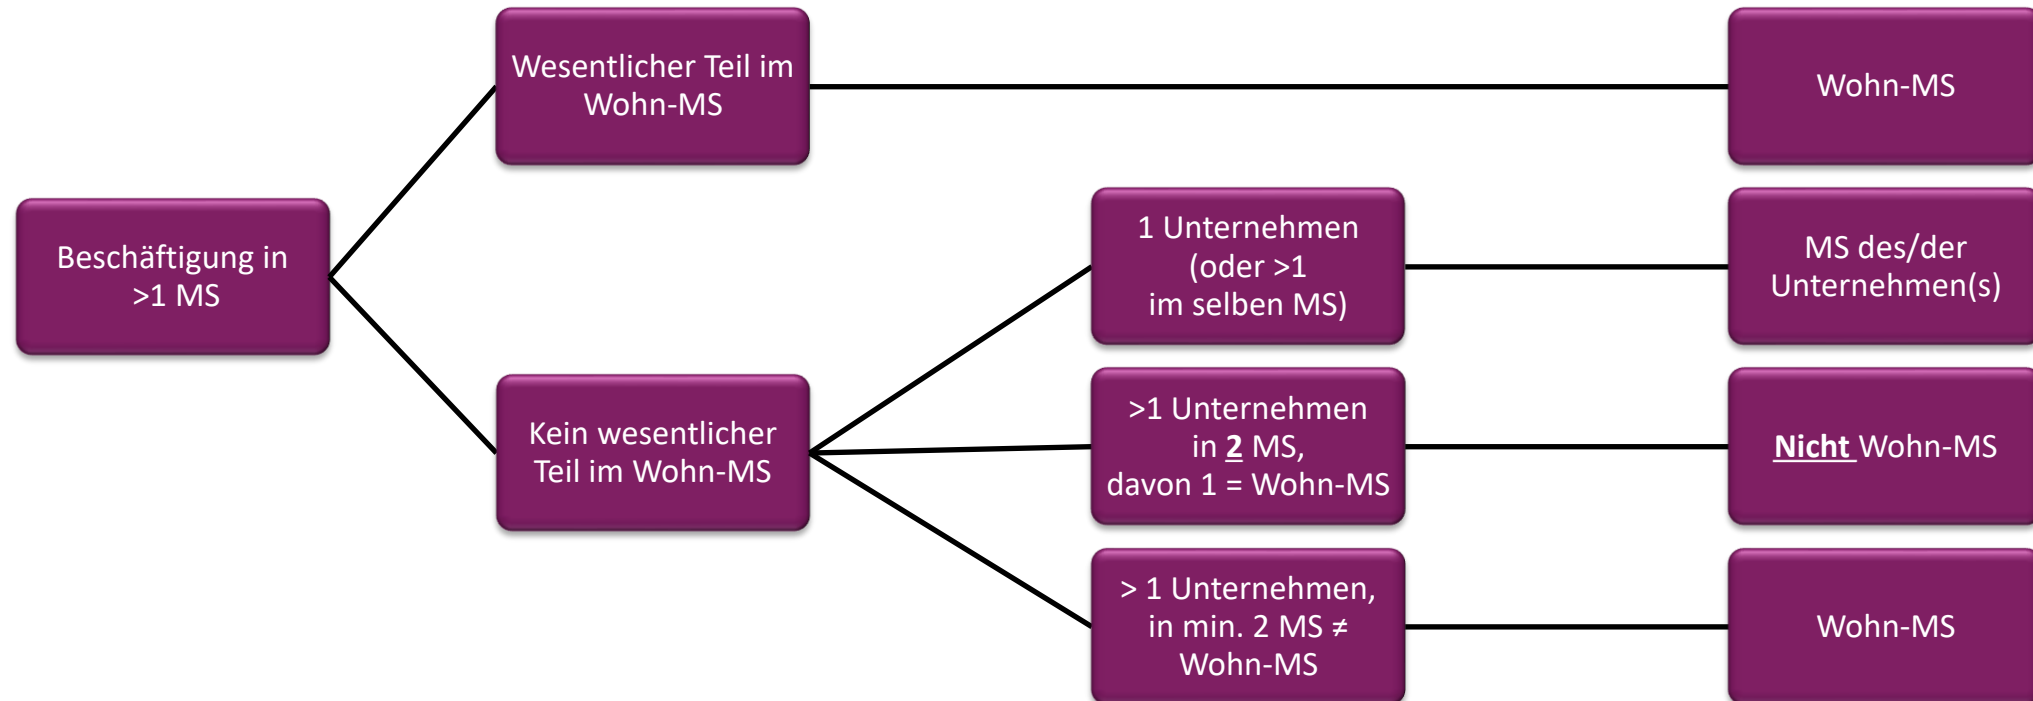 Wesentlicher Teil im
Wohn-MS
Wohn-MS
Beschäftigung in
>1 MS
1 Unternehmen
(oder >1
im selben MS)
MS des/der
Unternehmen(s)
Kein wesentlicher
Teil im Wohn-MS
>1 Unternehmen
in 2 MS,
davon 1 = Wohn-MS
Nicht Wohn-MS
> 1 Unternehmen,
in min. 2 MS ≠
Wohn-MS
Wohn-MS